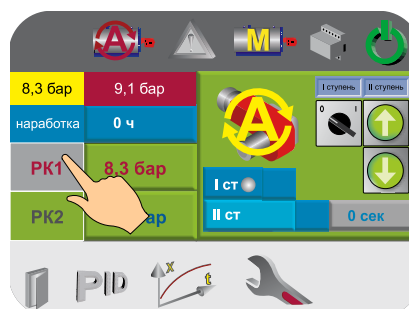 A
M
8,3 бар
9,1 бар
I ступень
II ступень
наработка
0 ч
A
0
I
РК1
8,3 бар
I ст
РК2
ар
II ст
0 сек
PID
x
t